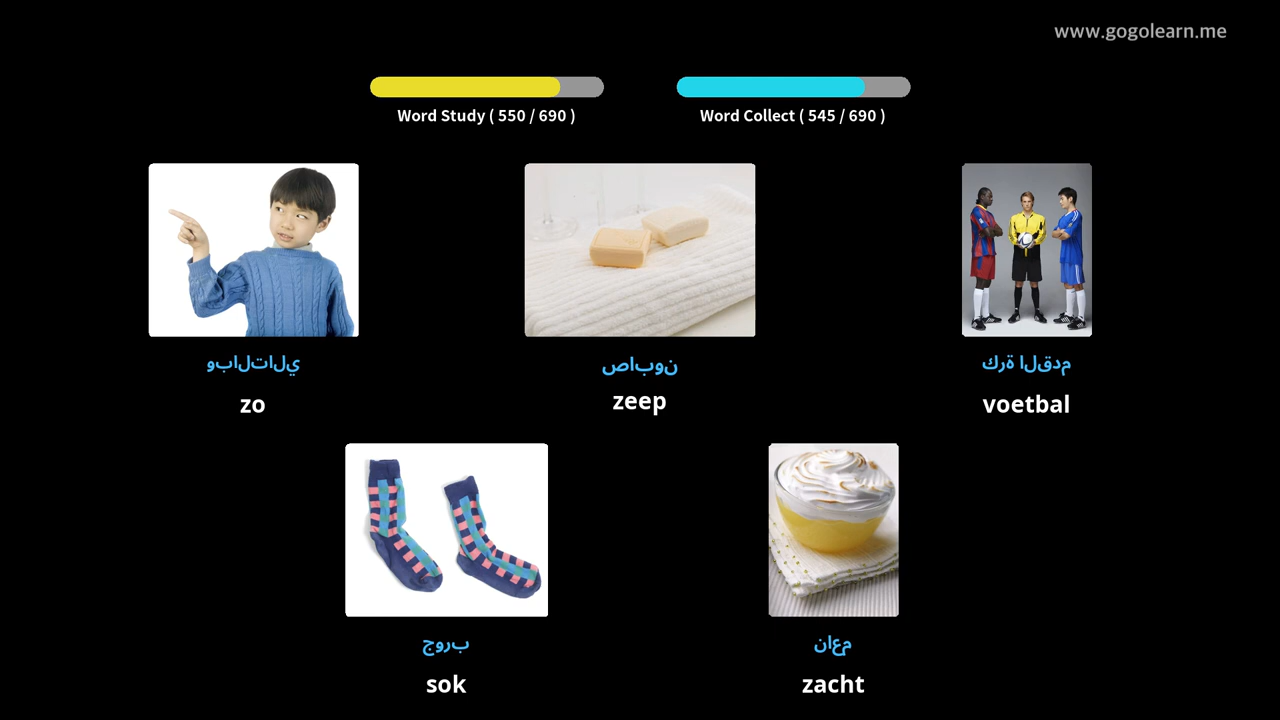 www.gogolearn.me
Word Study ( 550 / 690 )
Word Collect ( 545 / 690 )
وبالتالي
zo
صابون
zeep
كرة القدم
voetbal
جورب
sok
ناعم
zacht